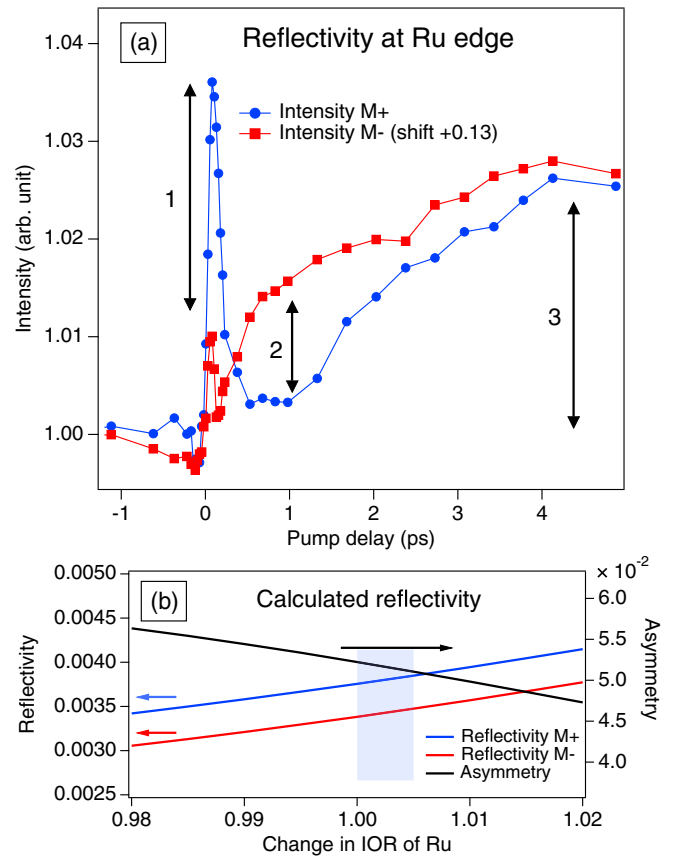 (a)
Reflectivity at Ru edge
Intensity M+
Intensity M- (shift +0.13)
1
2
3
Intensity (arb. unit)
1.04
1.03
1.02
1.01
1.00
-1 0 1 2 3 4
Pump delay (ps)
(b)
Calculated reflectivity
× 10⁻²
Reflectivity
0.0050
0.0045
0.0040
0.0035
0.0030
0.0025
6.0
5.5
5.0
4.5
4.0
Asymmetry
Reflectivity M+
Reflectivity M-
Asymmetry
0.98 0.99 1.00 1.01 1.02
Change in IOR of Ru